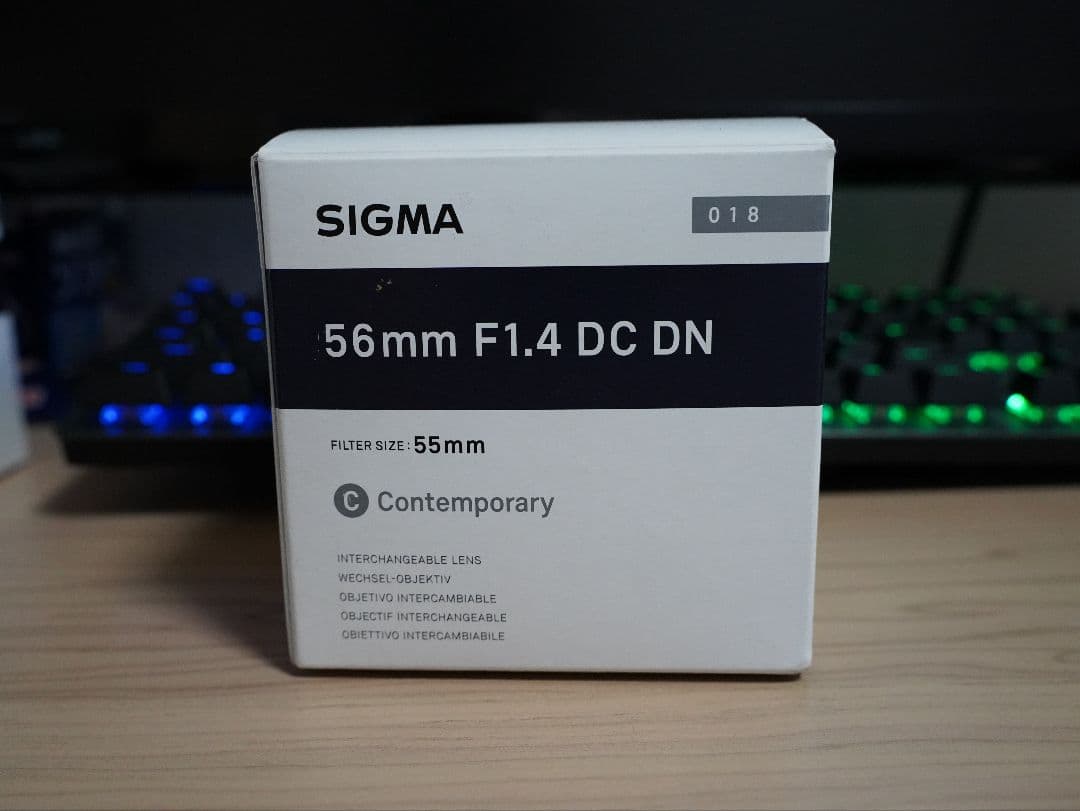 SIGMA
018
56mm F1.4 DC DN
FILTER SIZE: 55mm
C Contemporary
INTERCHANGEABLE LENS
WECHSEL-OBJEKTIV
OBJETIVO INTERCAMBIABLE
OBJECTIF INTERCHANGEABLE
OBIETTIVO INTERCAMBIABILE